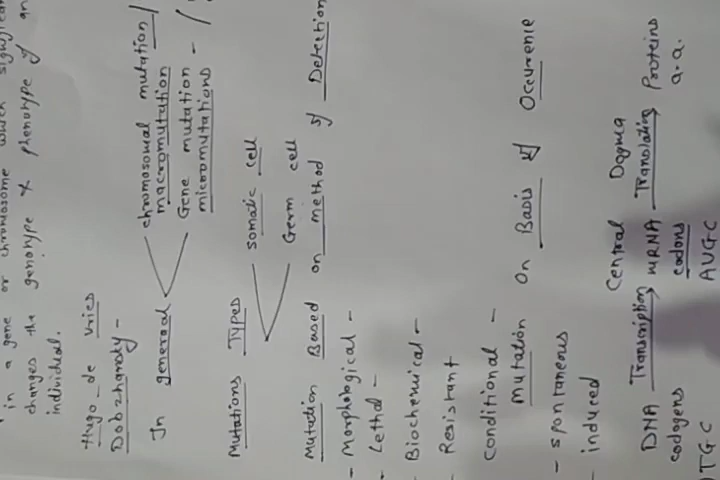 in a gene or chromosome which
changes the genotype & phenotype of an
individual.
Hugo de Vries
Dobzhansky -
In general
chromosomal mutation /
macromutation
Gene mutation - /
micromutations
Mutations Types
somatic cell
Germ cell
Mutation Based on method of Detection
- Morphological -
- Lethal -
- Biochemical -
- Resistant
Conditional -
mutation On Basis of Occurrence
- spontaneous
- induced
Central Dogma
DNA Transcription mRNA Translating Proteins
codogens codons a.a.
ATGC AUGC